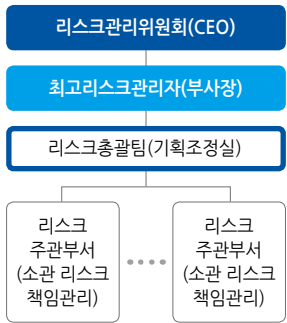 리스크관리위원회(CEO)
최고리스크관리자(부사장)
리스크총괄팀(기획조정실)
리스크
주관부서
(소관 리스크
책임관리)
리스크
주관부서
(소관 리스크
책임관리)